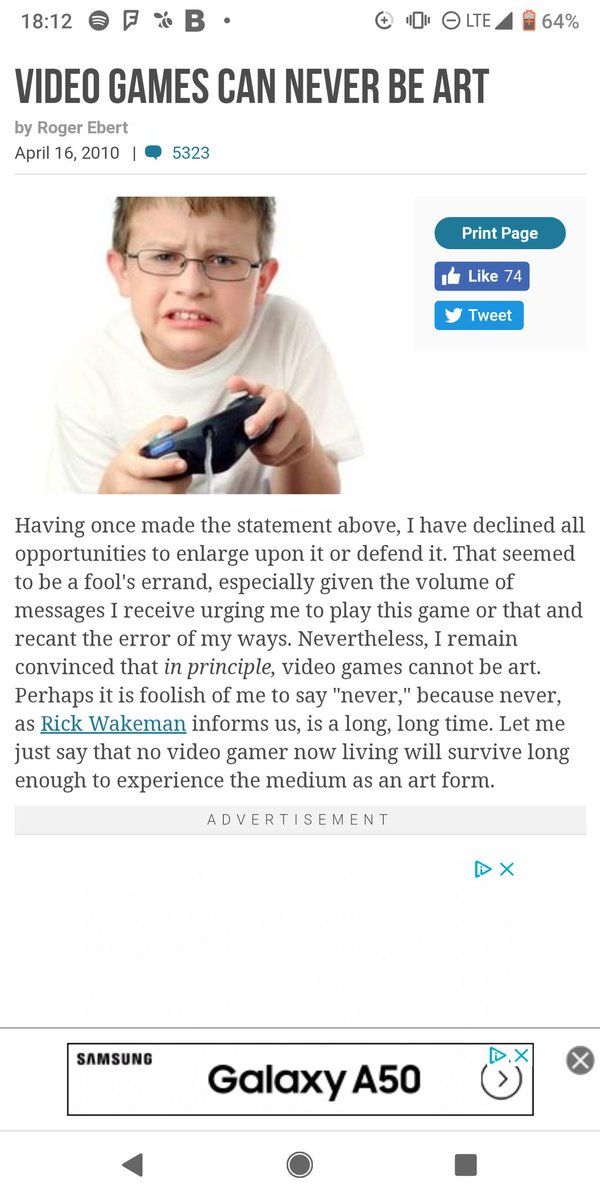 18:12 B • LTE 64%
VIDEO GAMES CAN NEVER BE ART
by Roger Ebert
April 16, 2010 | 5323
Print Page
Like 74
Tweet
Having once made the statement above, I have declined all
opportunities to enlarge upon it or defend it. That seemed
to be a fool's errand, especially given the volume of
messages I receive urging me to play this game or that and
recant the error of my ways. Nevertheless, I remain
convinced that in principle, video games cannot be art.
Perhaps it is foolish of me to say "never," because never,
as Rick Wakeman informs us, is a long, long time. Let me
just say that no video gamer now living will survive long
enough to experience the medium as an art form.
ADVERTISEMENT
SAMSUNG
Galaxy A50